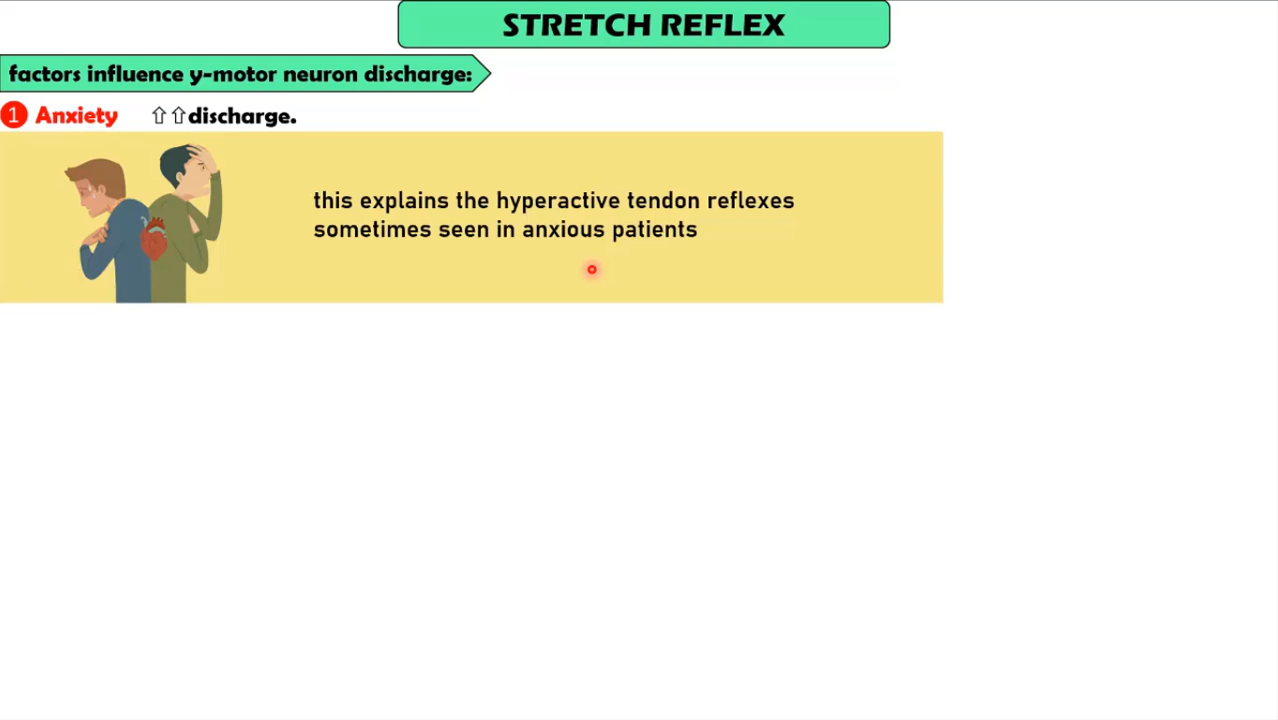 STRETCH REFLEX
factors influence y-motor neuron discharge:
1 Anxiety ⇧⇧discharge.
this explains the hyperactive tendon reflexes
sometimes seen in anxious patients